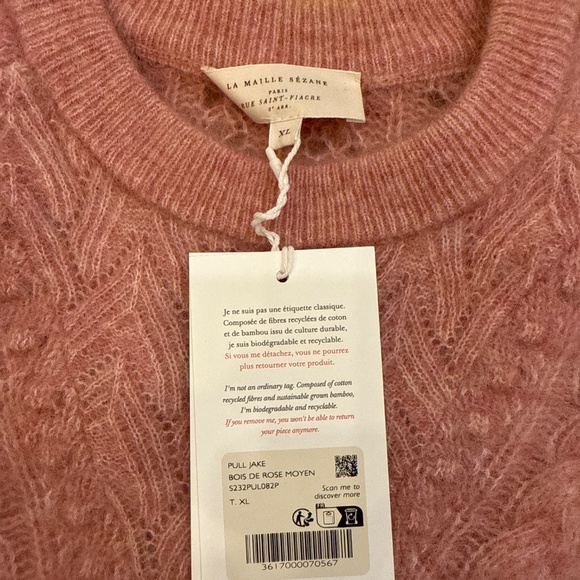 LA MAILLE SÉZANE
PARIS
RUE SAINT-FIACRE
2e ARR.
XL
Je ne suis pas une étiquette classique.
Composée de fibres recyclées de coton
et de bambou issu de culture durable,
je suis biodégradable et recyclable.
Si vous me détachez, vous ne pourrez
plus retourner votre produit.
I'm not an ordinary tag. Composed of cotton
recycled fibres and sustainable grown bamboo,
I'm biodegradable and recyclable.
If you remove me, you won't be able to return
your piece anymore.
PULL JAKE
BOIS DE ROSE MOYEN
S232PUL082P
T. XL
Scan me to
discover more
FR
3617000070567